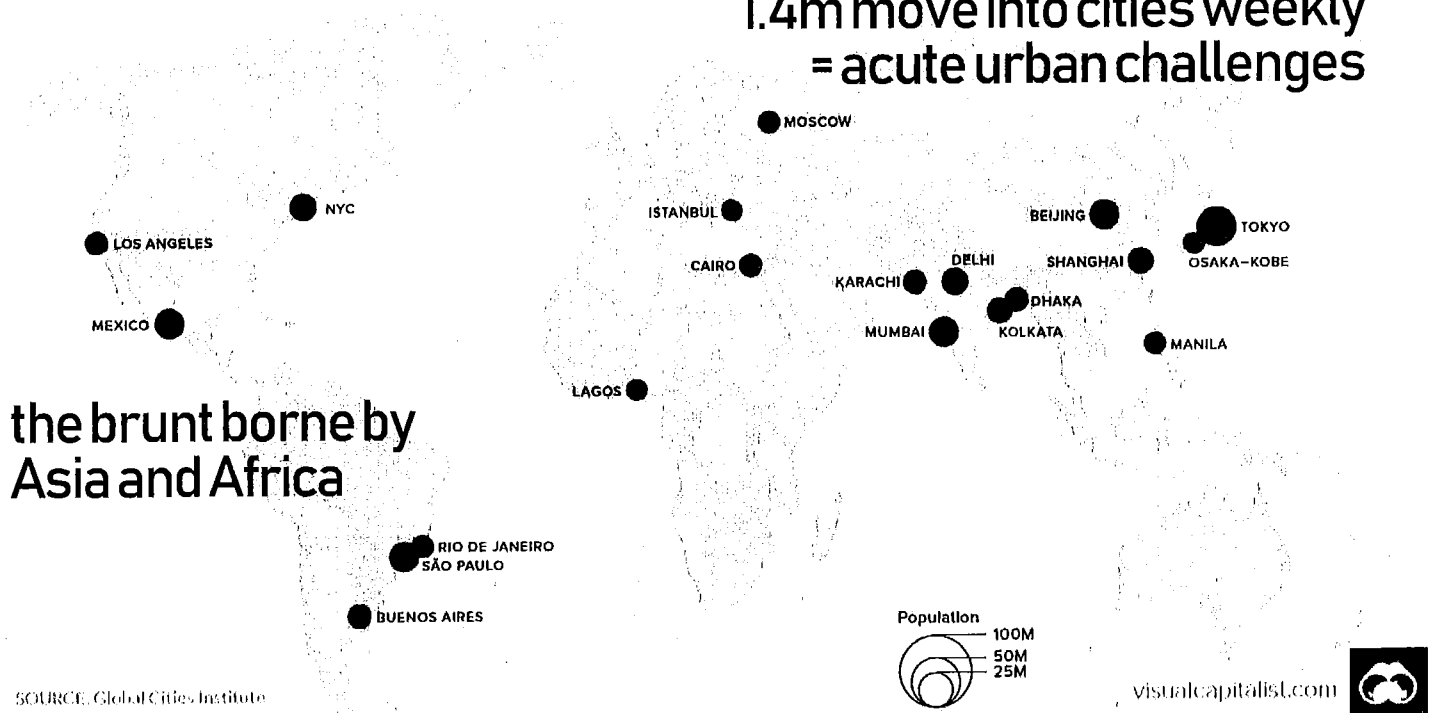 1.4m move into cities weekly
= acute urban challenges
MOSCOW
NYC
ISTANBUL
BEIJING
TOKYO
LOS ANGELES
CAIRO
DELHI
SHANGHAI
OSAKA–KOBE
KARACHI
DHAKA
MEXICO
MUMBAI
KOLKATA
MANILA
LAGOS
the brunt borne by
Asia and Africa
RIO DE JANEIRO
SÃO PAULO
BUENOS AIRES
Population
100M
50M
25M
SOURCE: Global Cities Institute
visualcapitalist.com